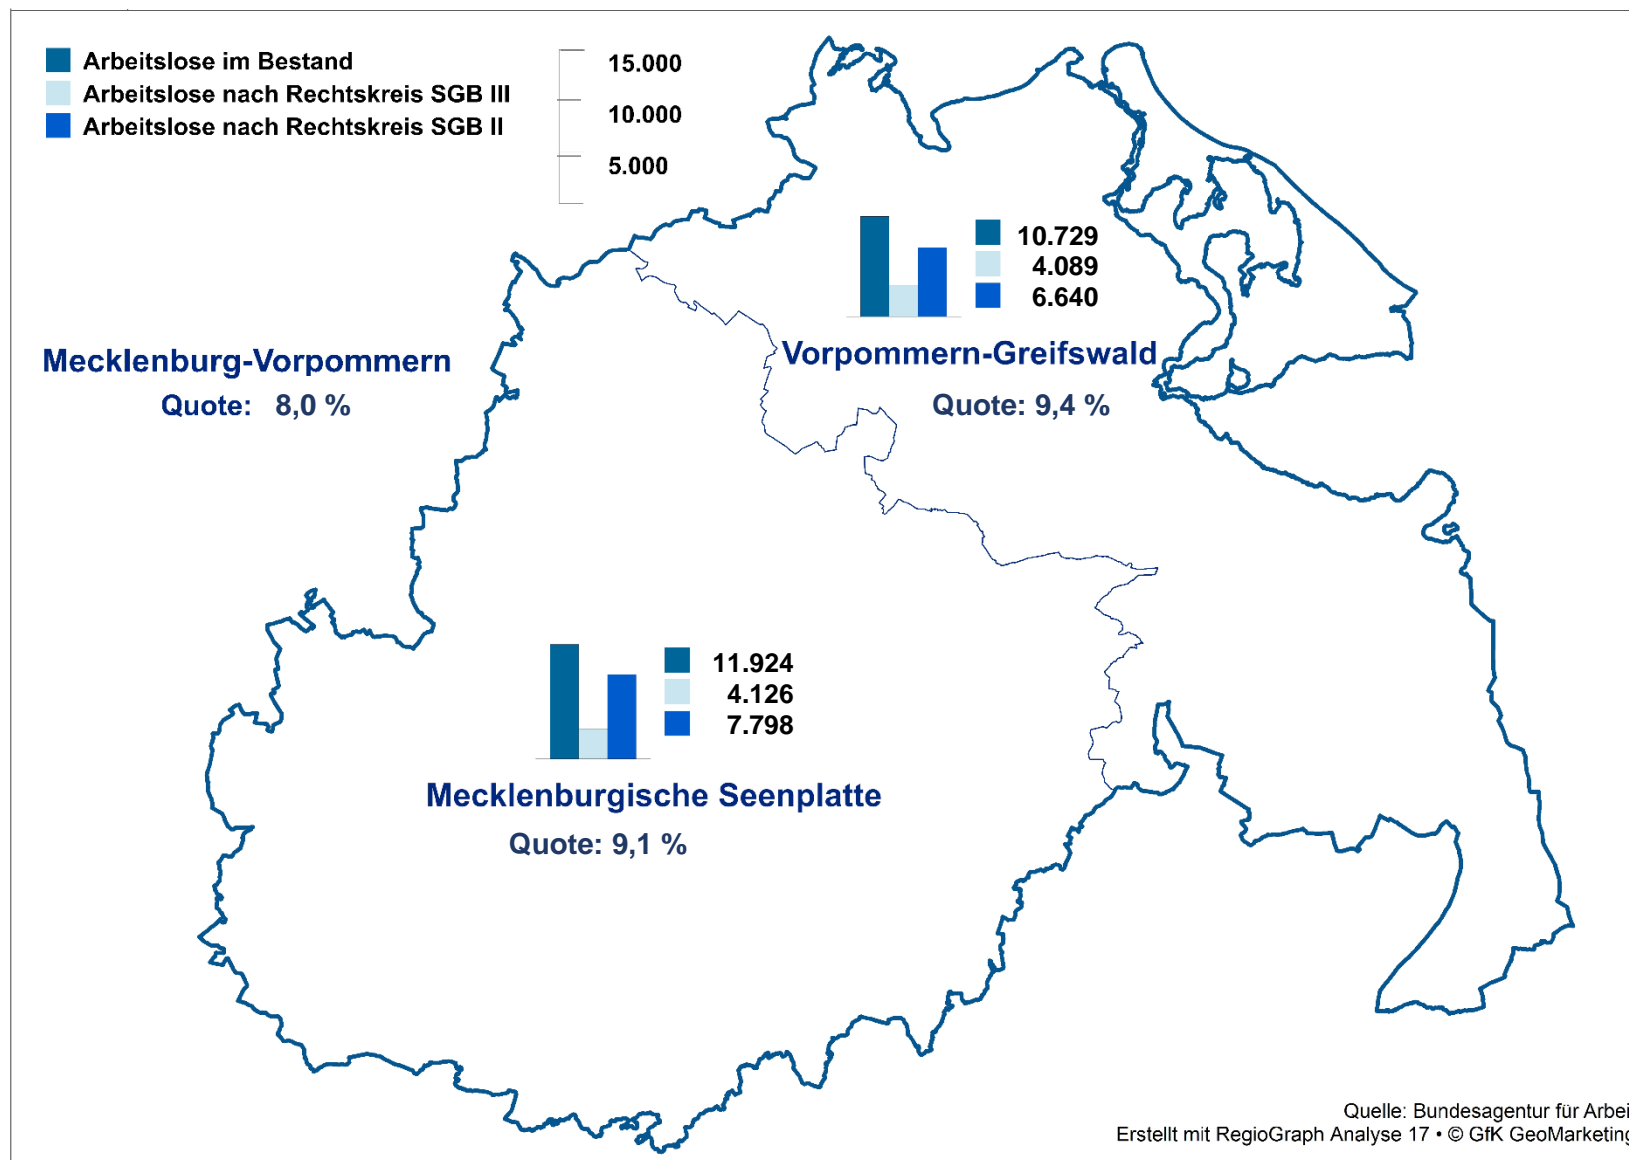 Arbeitslose im Bestand
Arbeitslose nach Rechtskreis SGB III
Arbeitslose nach Rechtskreis SGB II
15.000
10.000
5.000
10.729
4.089
6.640
Vorpommern-Greifswald
Quote: 9,4 %
Mecklenburg-Vorpommern
Quote: 8,0 %
11.924
4.126
7.798
Mecklenburgische Seenplatte
Quote: 9,1 %
Quelle: Bundesagentur für Arbei
Erstellt mit RegioGraph Analyse 17 • © GfK GeoMarketing